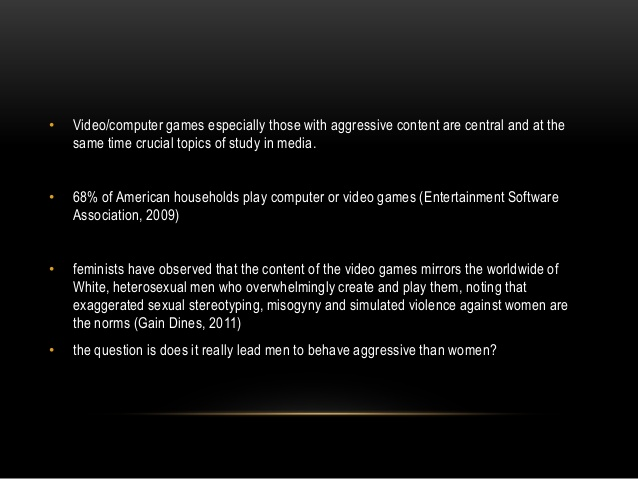 • Video/computer games especially those with aggressive content are central and at the
same time crucial topics of study in media.
• 68% of American households play computer or video games (Entertainment Software
Association, 2009)
• feminists have observed that the content of the video games mirrors the worldwide of
White, heterosexual men who overwhelmingly create and play them, noting that
exaggerated sexual stereotyping, misogyny and simulated violence against women are
the norms (Gain Dines, 2011)
• the question is does it really lead men to behave aggressive than women?